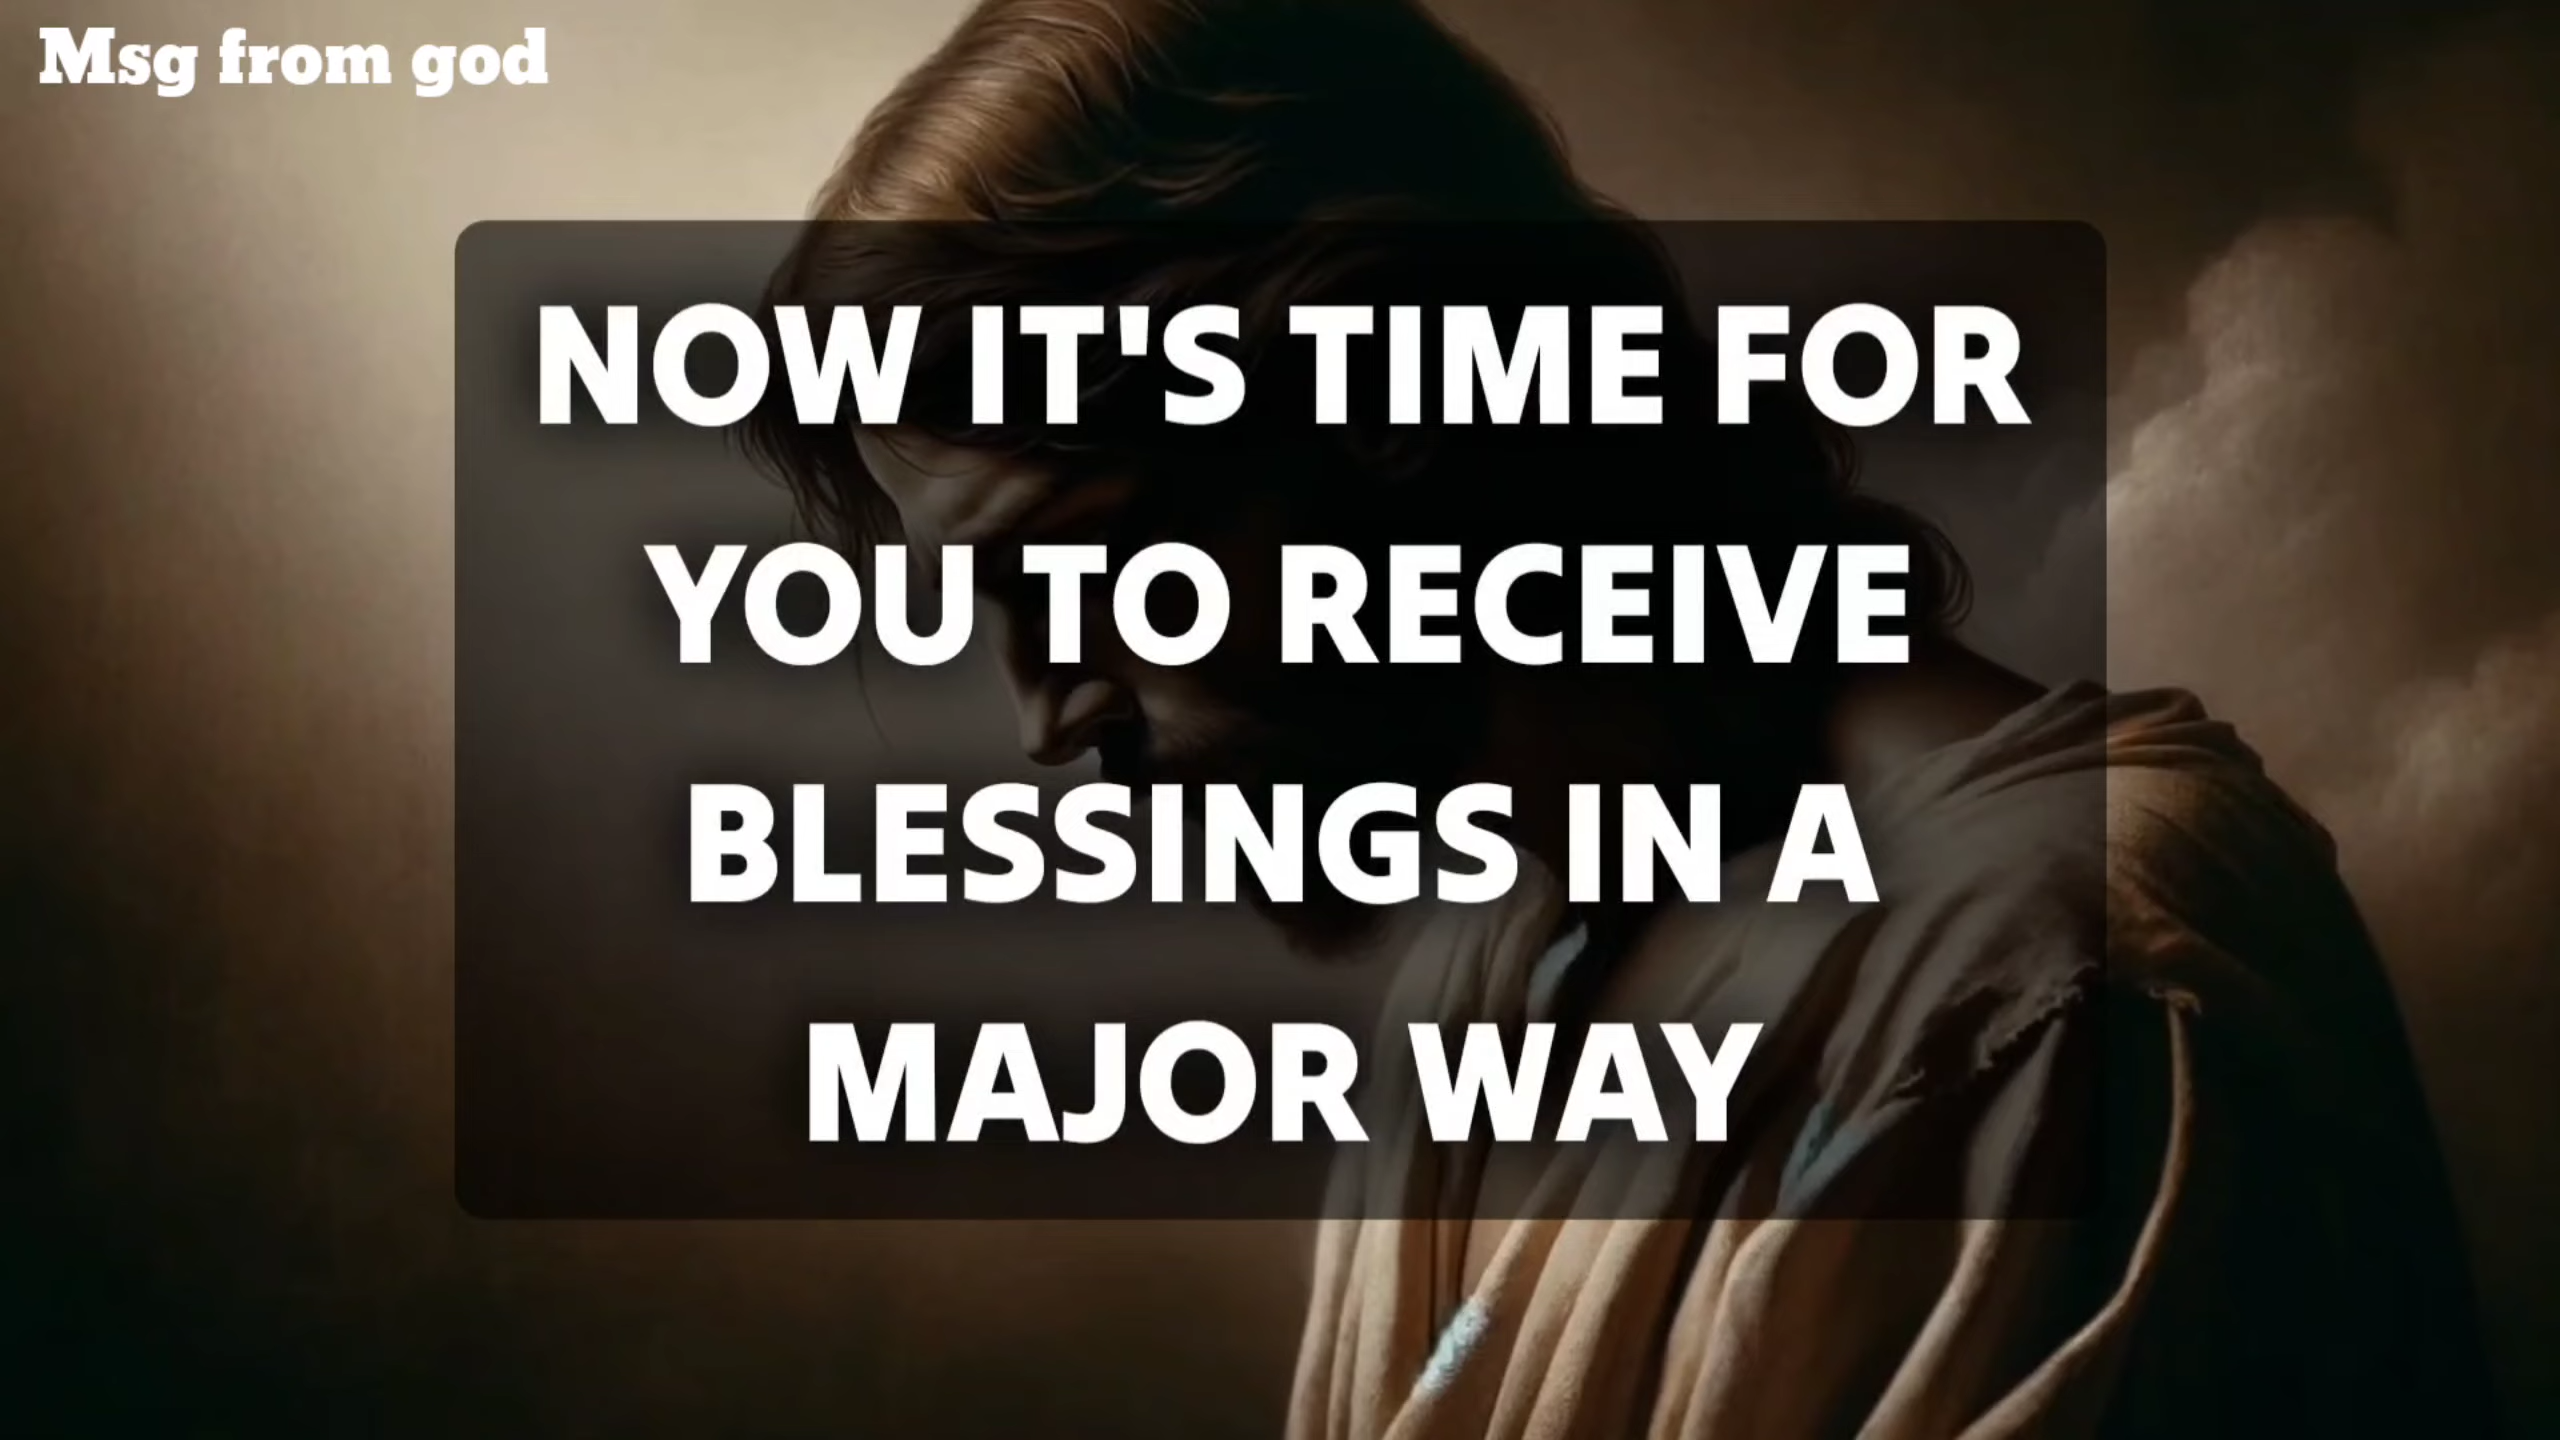 Msg from god
NOW IT'S TIME FOR
YOU TO RECEIVE
BLESSINGS IN A
MAJOR WAY